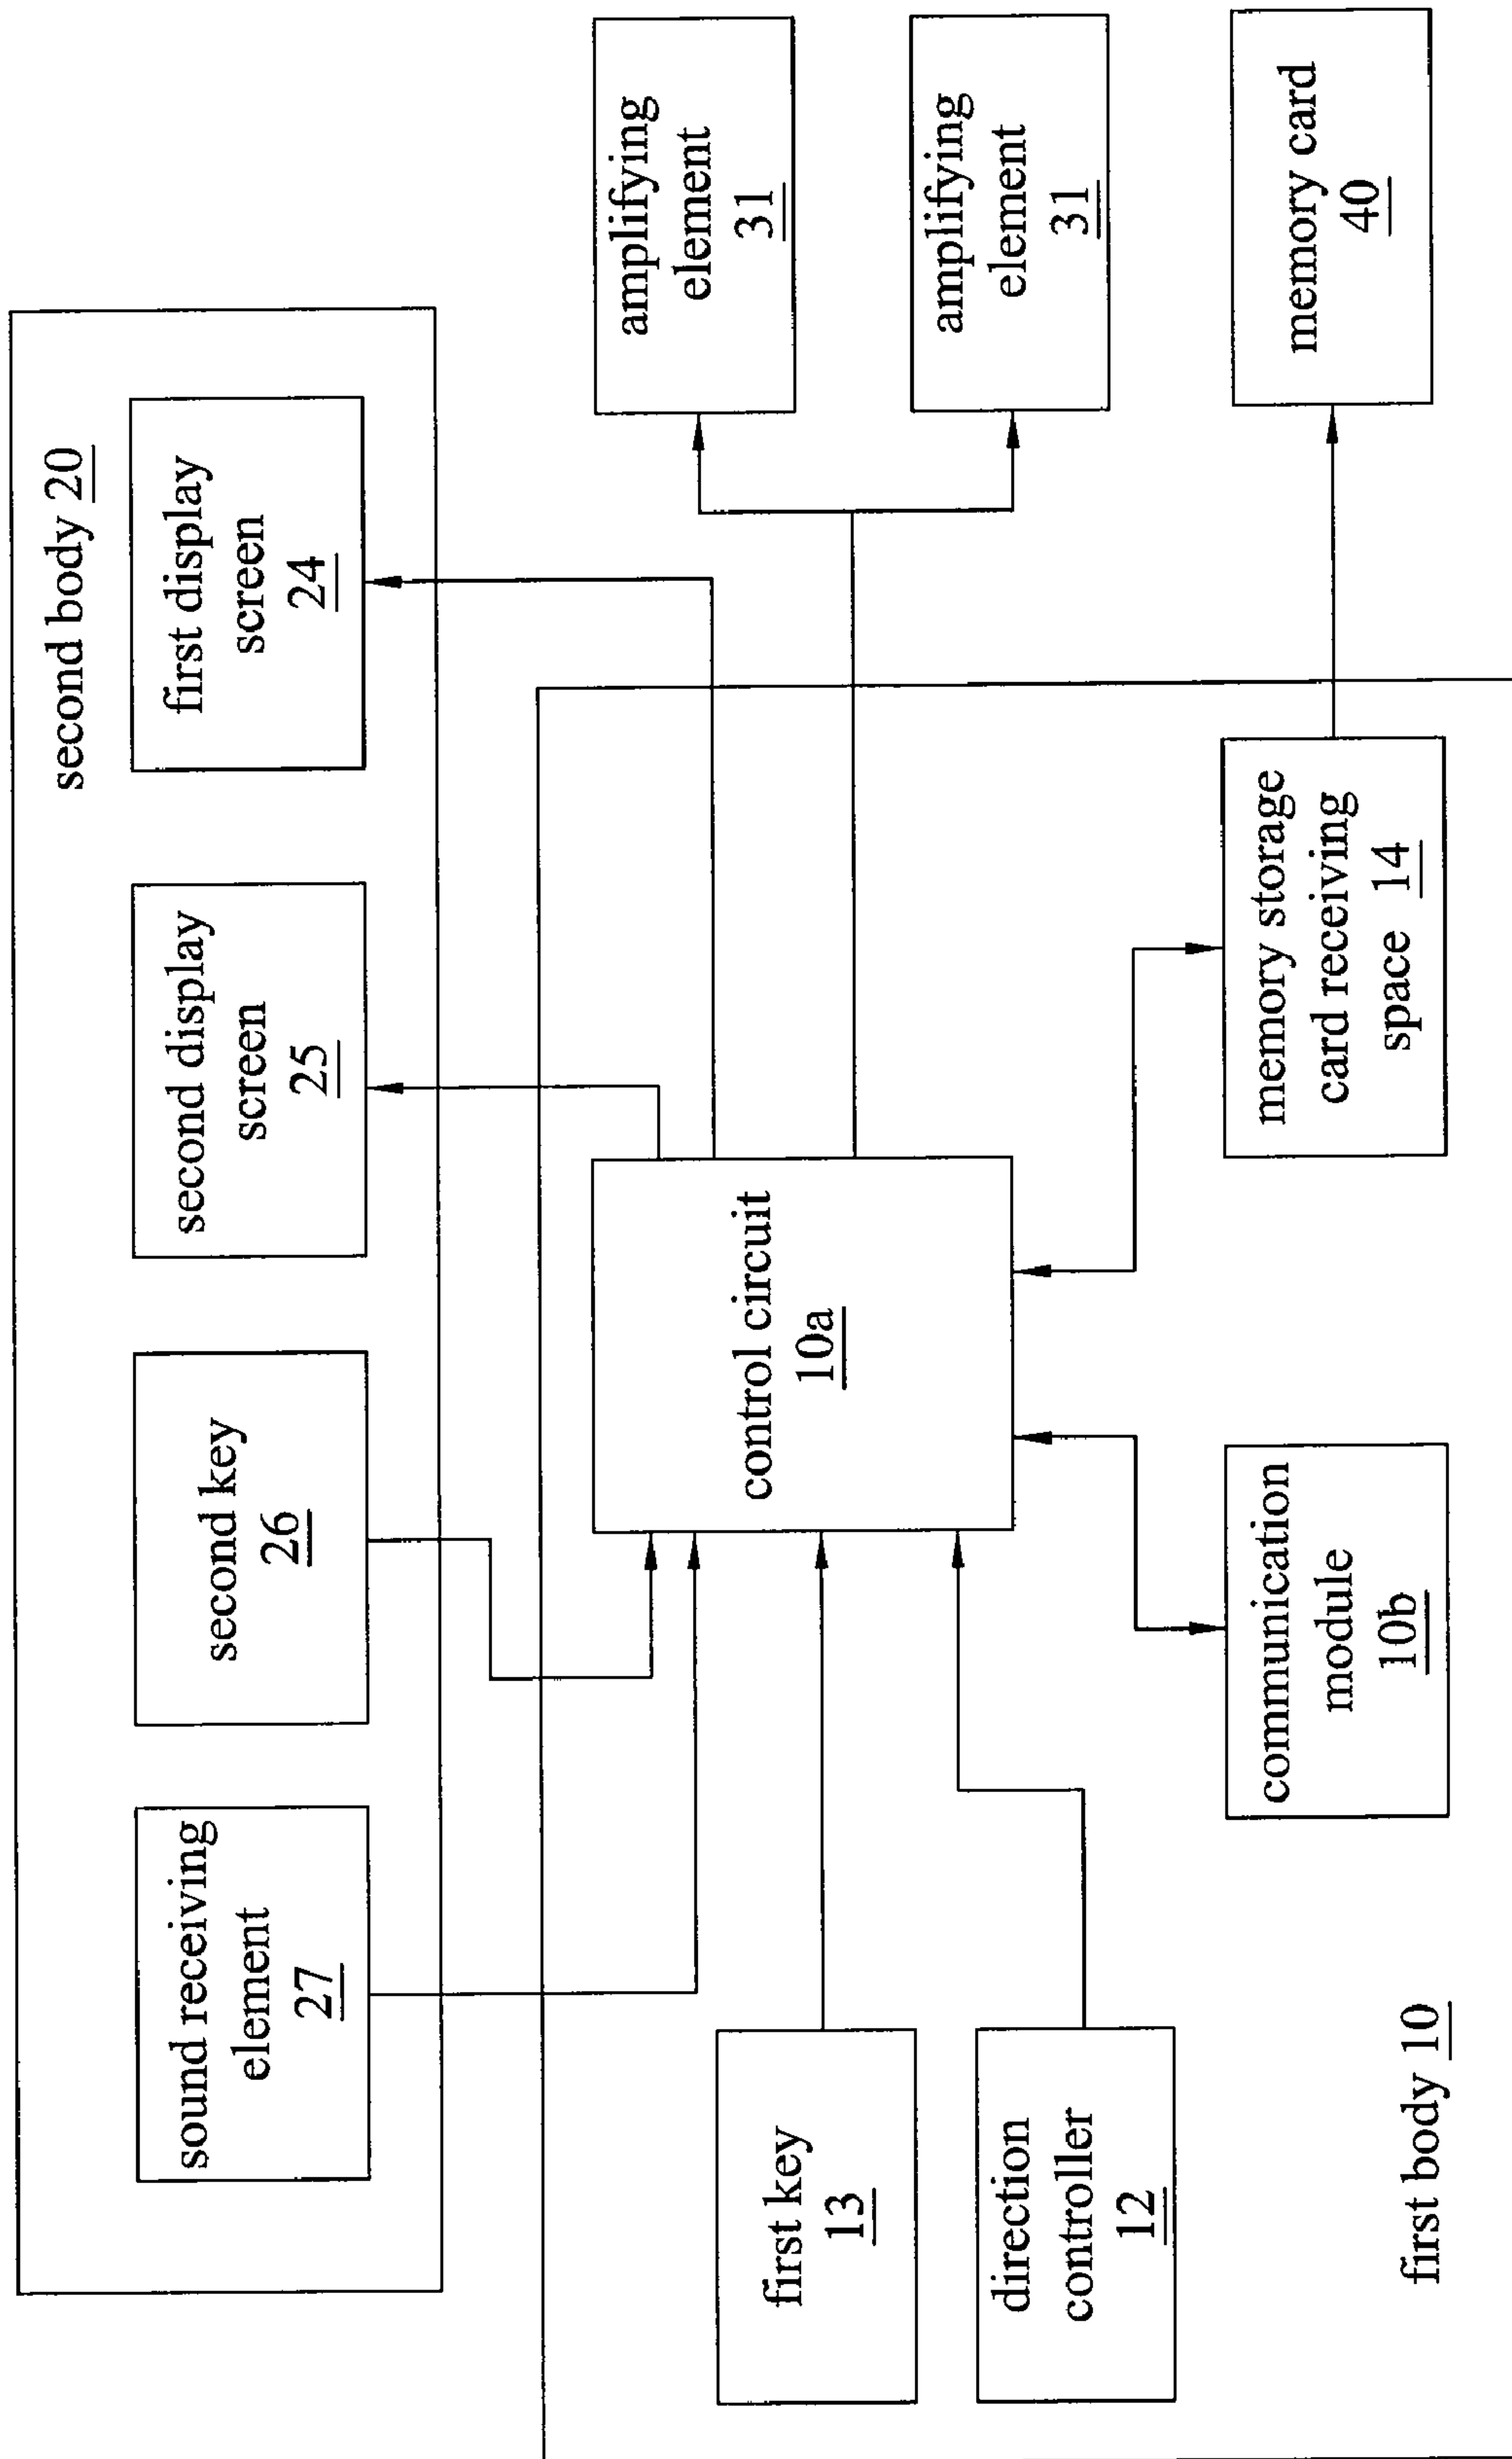 second body 20
sound receiving
element
27
second key
26
second display
screen
25
first display
screen
24
first key
13
direction
controller
12
control circuit
10a
communication
module
10b
memory storage
card receiving
space 14
amplifying
element
31
amplifying
element
31
memory card
40
first body 10